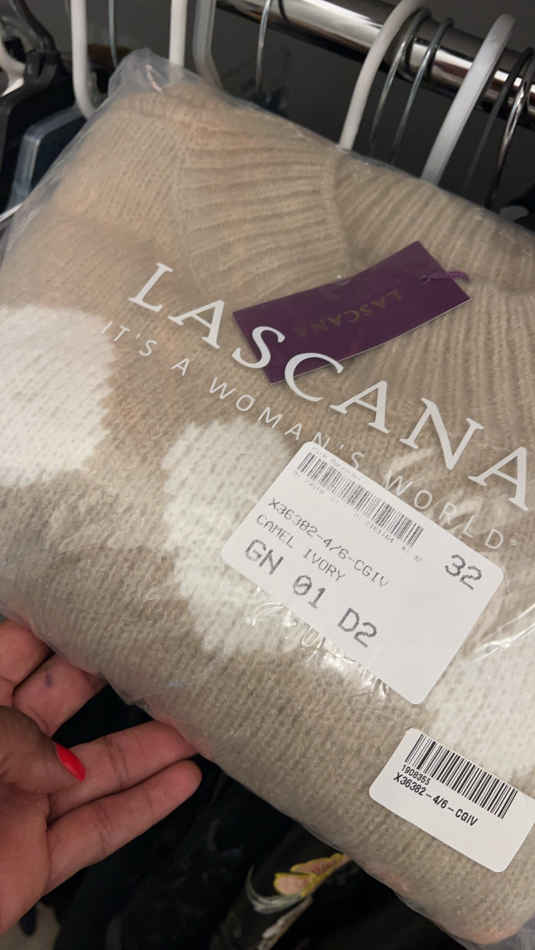 LASCANA
LASCANA
IT'S A WOMAN'S WORLD®
X36382-4/6-CGIV
CAMEL IVORY
32
GN 01 D2
1908355
X36382-4/6-CGIV